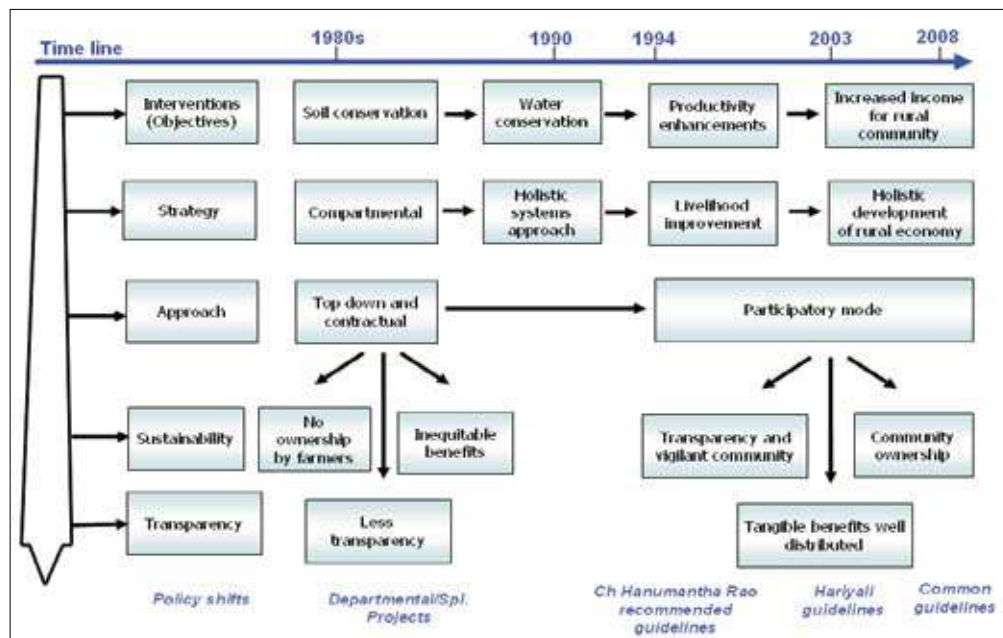 Time line
1980s
1990
1994
2003
2008
Interventions
(Objectives)
Soil conservation
Water
conservation
Productivity
enhancements
Increased income
for rural
community
Strategy
Compartmental
Holistic
systems
approach
Livelihood
improvement
Holistic
development
of rural economy
Approach
Top down and
contractual
Participatory mode
Sustainability
No
ownership
by farmers
Inequitable
benefits
Transparency and
vigilant community
Community
ownership
Transparency
Less
transparency
Tangible benefits well
distributed
Policy shifts
Departmental/Spl.
Projects
Ch Hanumantha Rao
recommended
guidelines
Hariyali
guidelines
Common
guidelines